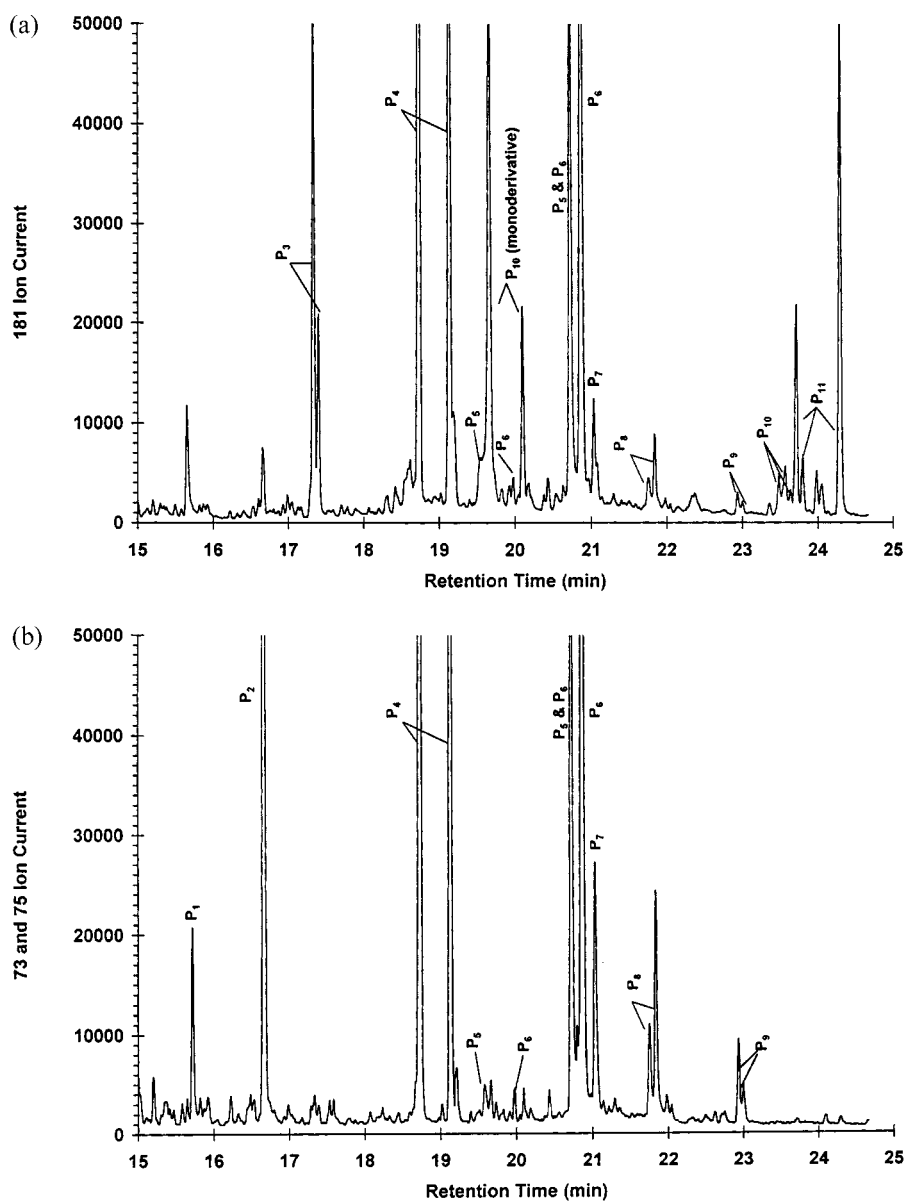 (a)
181 Ion Current
50000
40000
30000
20000
10000
0
P3
P4
P5
P6
P10 (monoderivative)
P5 & P6
P6
P7
P8
P9
P10
P11
15 16 17 18 19 20 21 22 23 24 25
Retention Time (min)
(b)
73 and 75 Ion Current
50000
40000
30000
20000
10000
0
P1
P2
P4
P5
P6
P5 & P6
P6
P7
P8
P9
15 16 17 18 19 20 21 22 23 24 25
Retention Time (min)